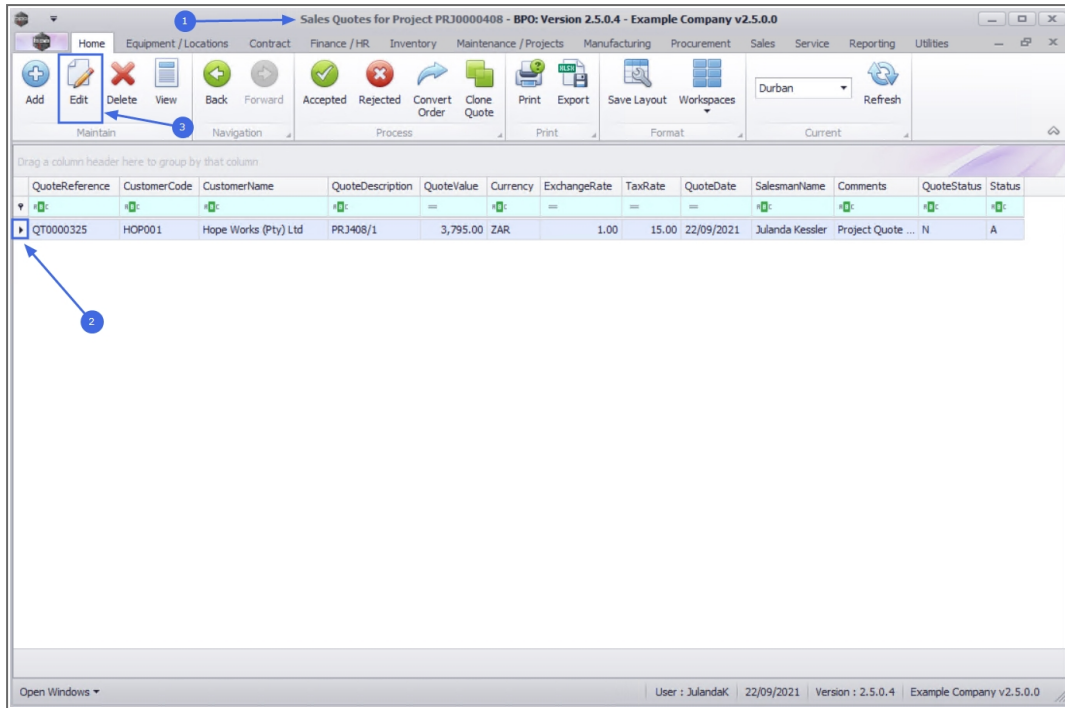 1
Sales Quotes for Project PRJ0000408 - BPO: Version 2.5.0.4 - Example Company v2.5.0.0
Home Equipment / Locations Contract Finance / HR Inventory Maintenance / Projects Manufacturing Procurement Sales Service Reporting Utilities
Add Edit Delete View Back Forward Accepted Rejected Convert Order Clone Quote Print Export Save Layout Workspaces Durban Refresh
XLSX
3
Maintain Navigation Process Print Format Current
Drag a column header here to group by that column
QuoteReference CustomerCode CustomerName QuoteDescription QuoteValue Currency ExchangeRate TaxRate QuoteDate SalesmanName Comments QuoteStatus Status
QT0000325 HOP001 Hope Works (Pty) Ltd PRJ408/1 3,795.00 ZAR 1.00 15.00 22/09/2021 Julanda Kessler Project Quote ... N A
2
Open Windows User : JulandaK 22/09/2021 Version : 2.5.0.4 Example Company v2.5.0.0